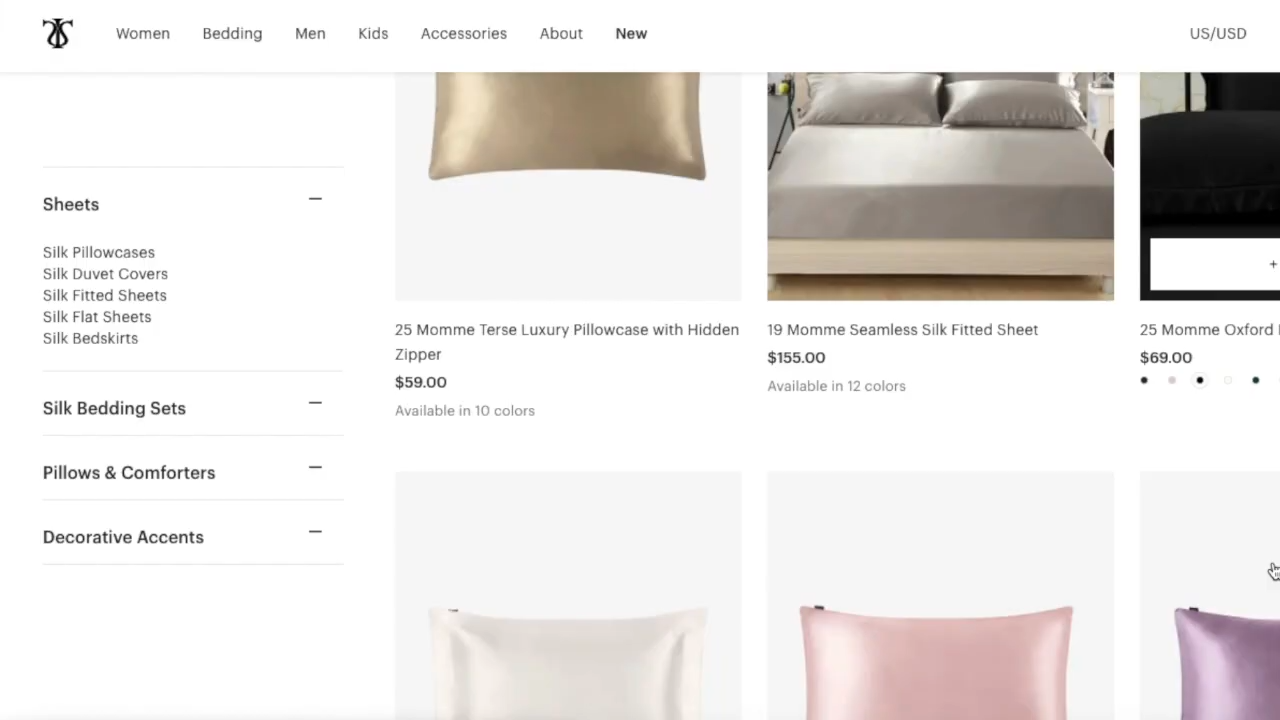 Women Bedding Men Kids Accessories About New US/USD
Sheets
Silk Pillowcases
Silk Duvet Covers
Silk Fitted Sheets
Silk Flat Sheets
Silk Bedskirts
Silk Bedding Sets
Pillows & Comforters
Decorative Accents
25 Momme Terse Luxury Pillowcase with Hidden
Zipper
$59.00
Available in 10 colors
19 Momme Seamless Silk Fitted Sheet
$155.00
Available in 12 colors
+
25 Momme Oxford
$69.00